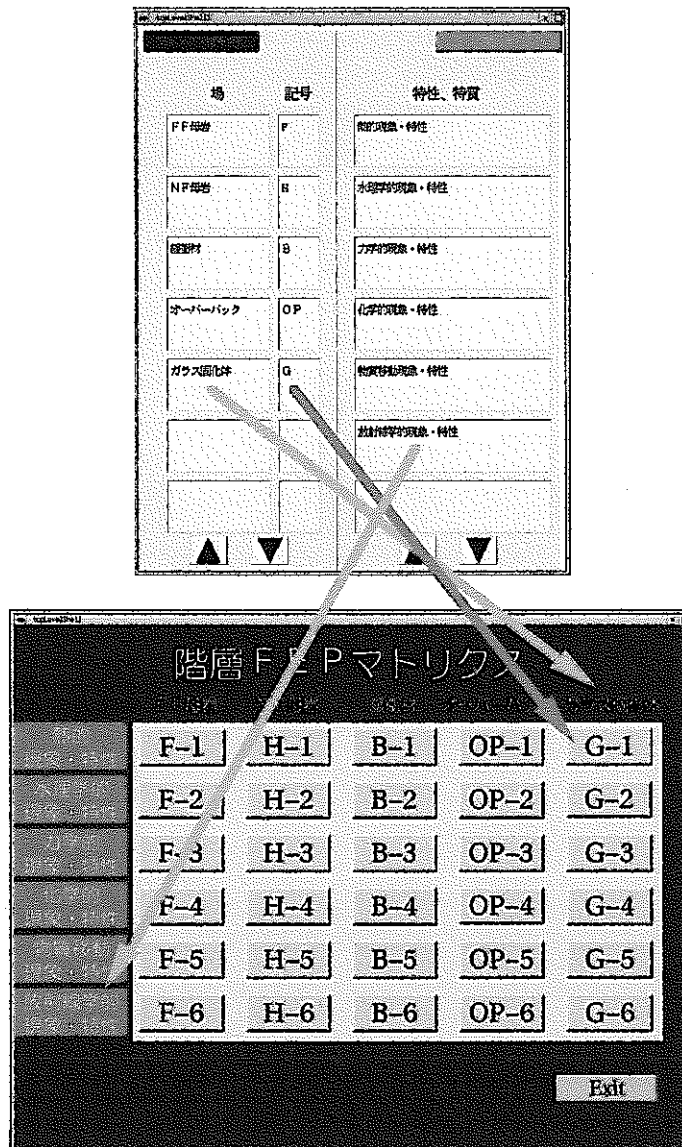 topLevelShell
場 記号 特性、特質
FF母岩 F 熱的現象・特性
NF母岩 H 水理学的現象・特性
緩衝材 B 力学的現象・特性
オーバーパック OP 化学的現象・特性
ガラス固化体 G 物質移動現象・特性
放射線学的現象・特性
topLevelShell
階層FEPマトリクス
F-1 H-1 B-1 OP-1 G-1
F-2 H-2 B-2 OP-2 G-2
F-3 H-3 B-3 OP-3 G-3
F-4 H-4 B-4 OP-4 G-4
F-5 H-5 B-5 OP-5 G-5
F-6 H-6 B-6 OP-6 G-6
Exit